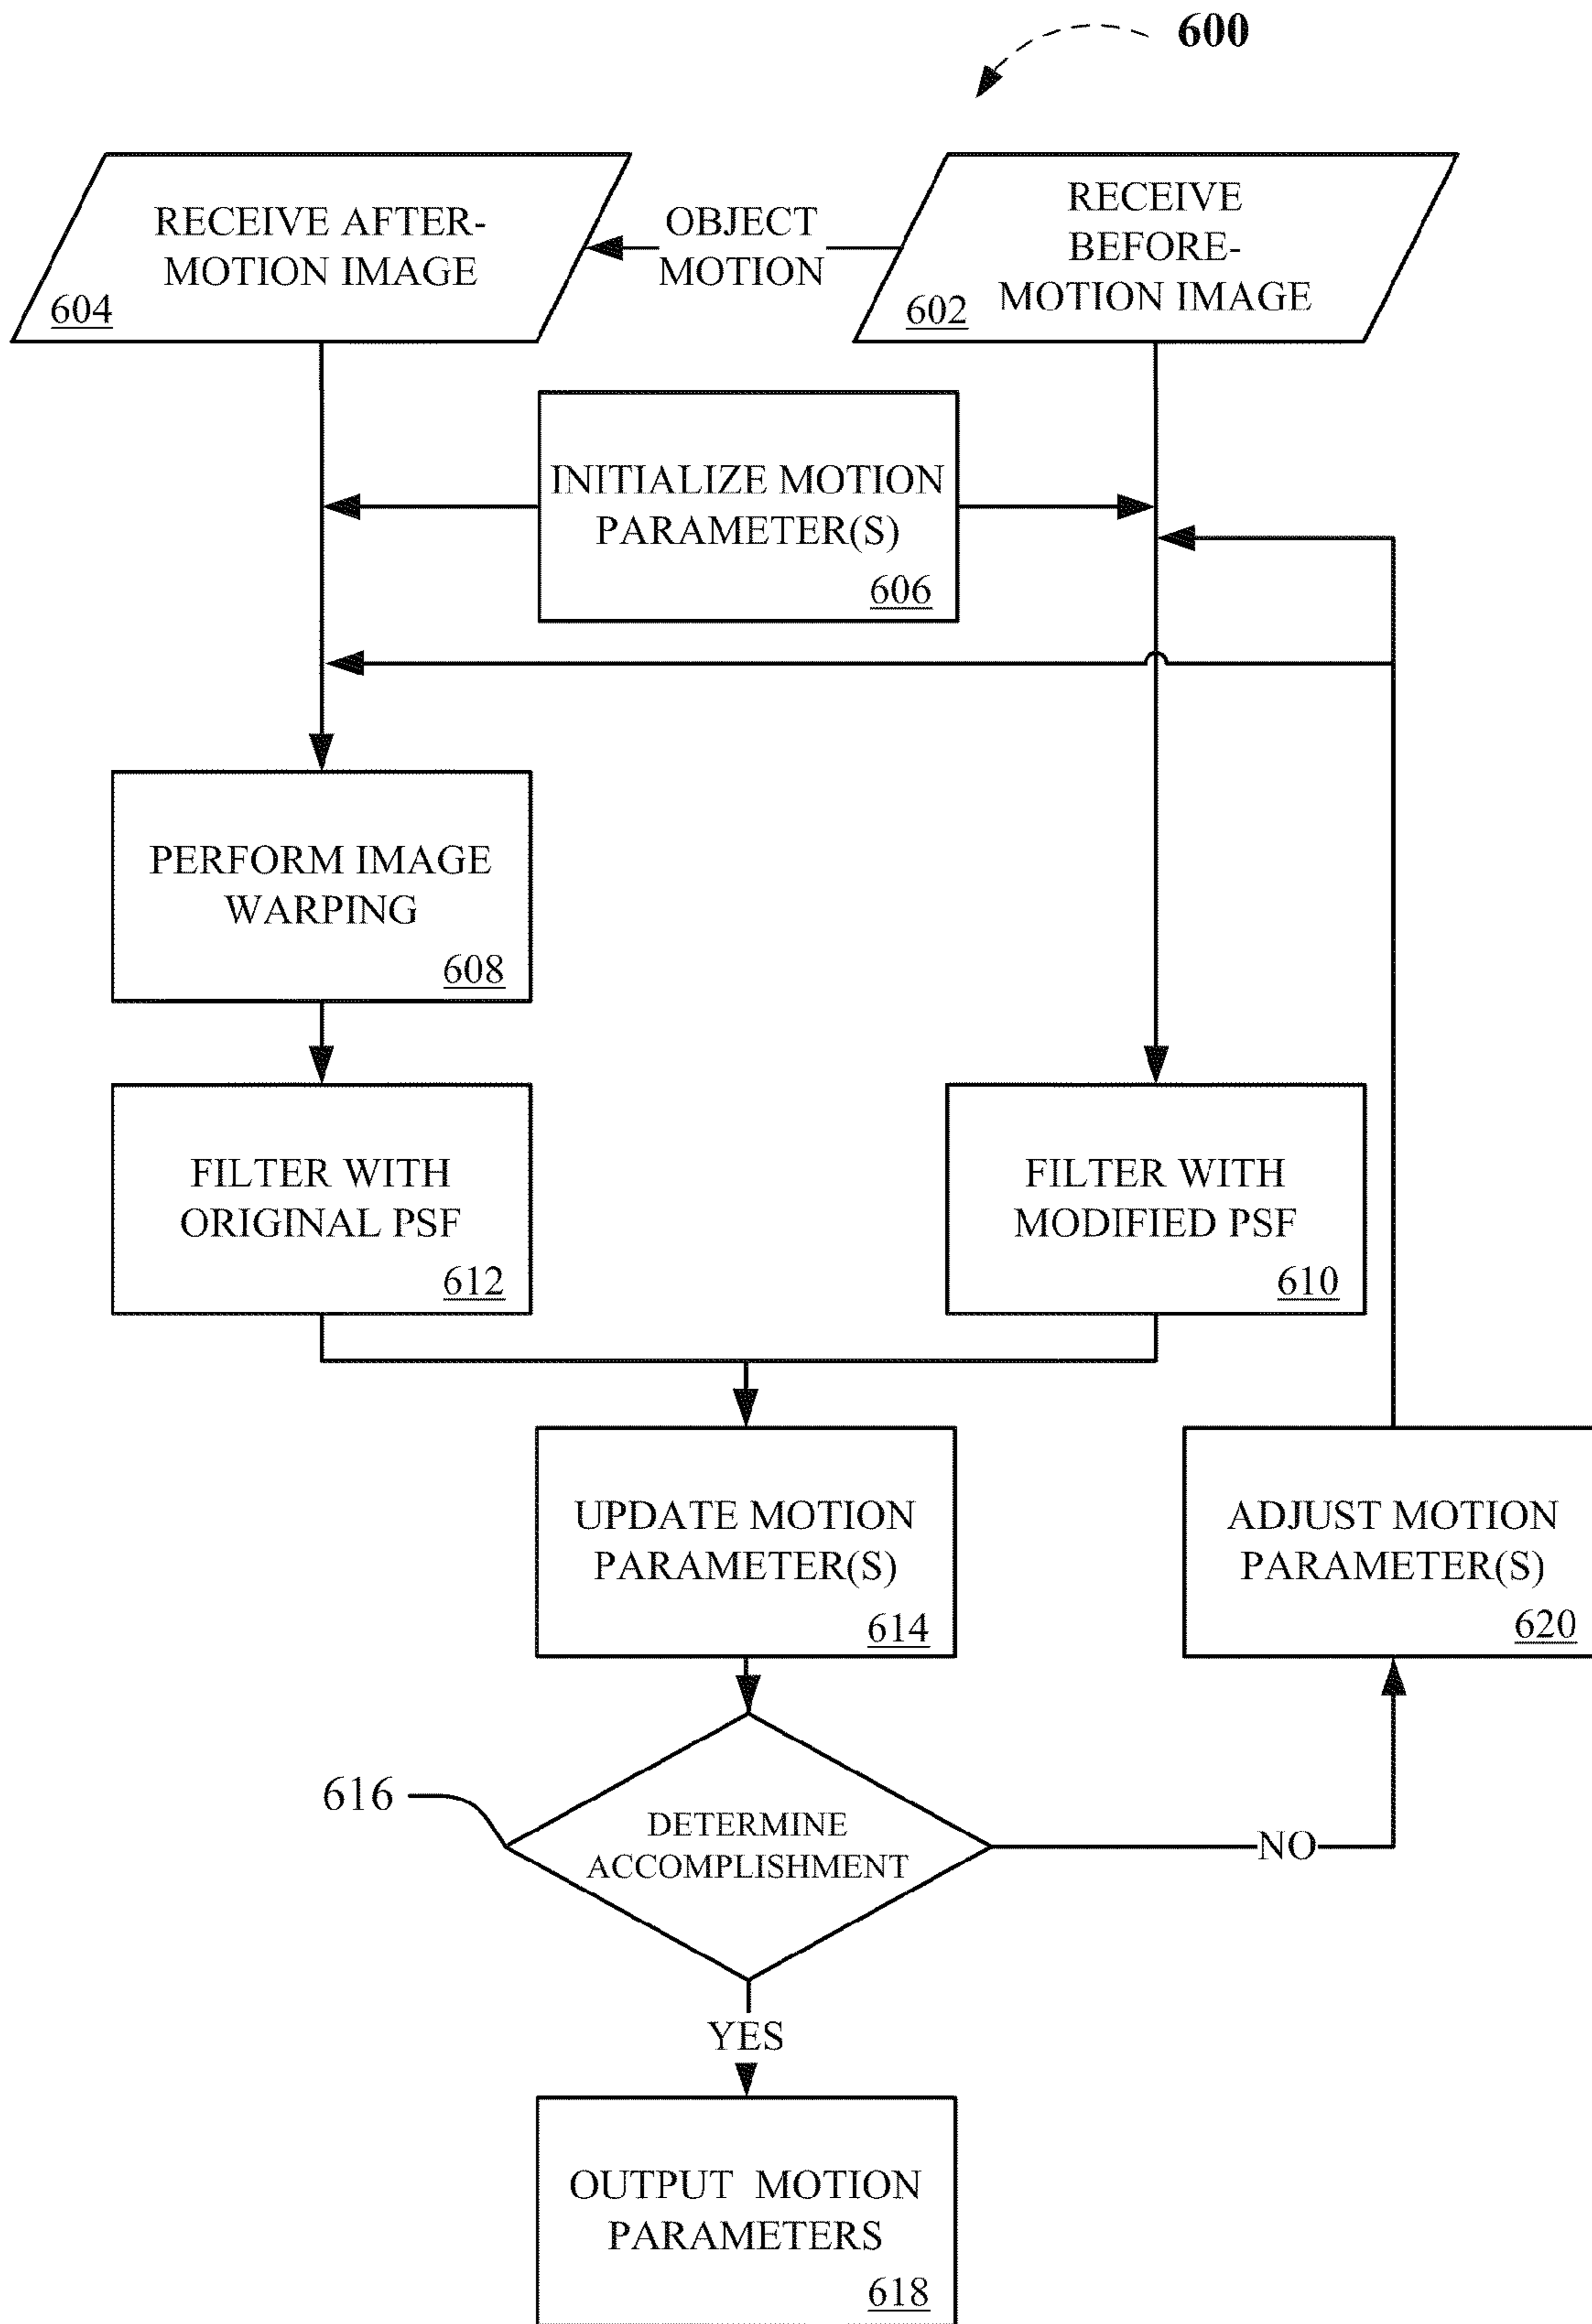 600
RECEIVE AFTER-
MOTION IMAGE
604
OBJECT
MOTION
RECEIVE
BEFORE-
MOTION IMAGE
602
INITIALIZE MOTION
PARAMETER(S)
606
PERFORM IMAGE
WARPING
608
FILTER WITH
ORIGINAL PSF
612
FILTER WITH
MODIFIED PSF
610
UPDATE MOTION
PARAMETER(S)
614
ADJUST MOTION
PARAMETER(S)
620
616
DETERMINE
ACCOMPLISHMENT
NO
YES
OUTPUT MOTION
PARAMETERS
618